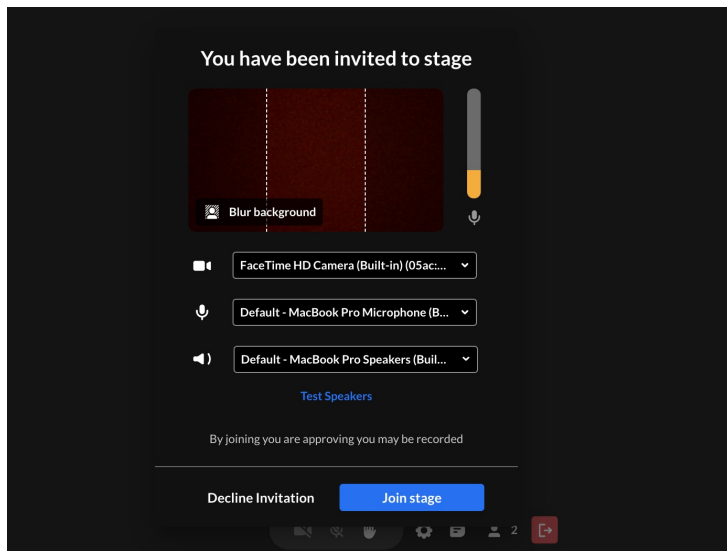 You have been invited to stage
Blur background
FaceTime HD Camera (Built-in) (05ac:...
Default - MacBook Pro Microphone (B...
Default - MacBook Pro Speakers (Buil...
Test Speakers
By joining you are approving you may be recorded
Decline Invitation Join stage
2